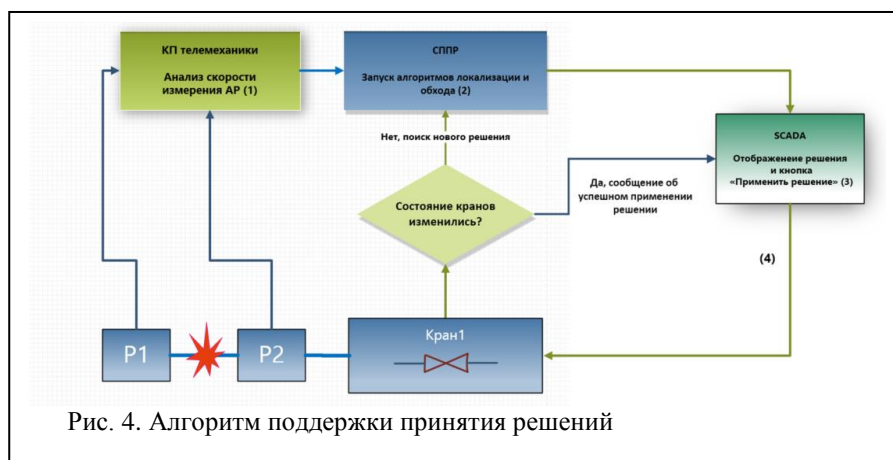 КП телемеханики
Анализ скорости
измерения АР (1)
СППР
Запуск алгоритмов локализации и
обхода (2)
Нет, поиск нового решения
SCADA
Отображенеие решения
и кнопка
«Применить решение» (3)
Состояние кранов
изменились?
Да, сообщение об
успешном применении
решении
(4)
P1
P2
Кран1
Рис. 4. Алгоритм поддержки принятия решений